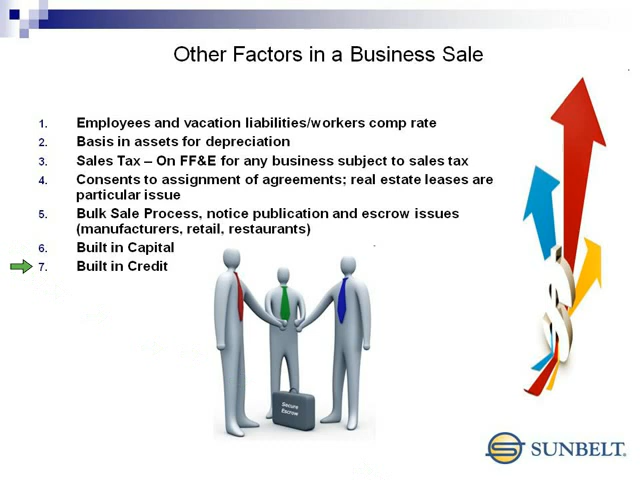 Other Factors in a Business Sale
1. Employees and vacation liabilities/workers comp rate
2. Basis in assets for depreciation
3. Sales Tax – On FF&E for any business subject to sales tax
4. Consents to assignment of agreements; real estate leases are
particular issue
5. Bulk Sale Process, notice publication and escrow issues
(manufacturers, retail, restaurants)
6. Built in Capital
7. Built in Credit
Secure
Escrow
$
S
SUNBELT®